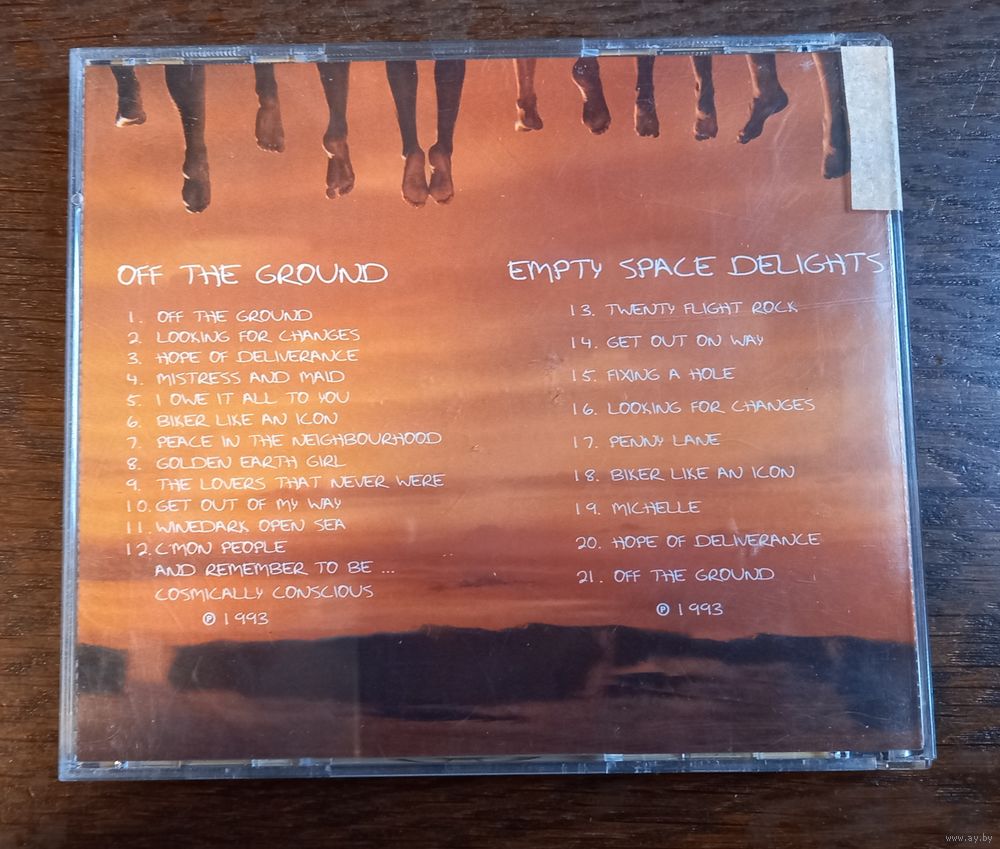 OFF THE GROUND
1. OFF THE GROUND
2. LOOKING FOR CHANGES
3. HOPE OF DELIVERANCE
4. MISTRESS AND MAID
5. I OWE IT ALL TO YOU
6. BIKER LIKE AN ICON
7. PEACE IN THE NEIGHBOURHOOD
8. GOLDEN EARTH GIRL
9. THE LOVERS THAT NEVER WERE
10. GET OUT OF MY WAY
11. WINEDARK OPEN SEA
12. C'MON PEOPLE
AND REMEMBER TO BE ...
COSMICALLY CONSCIOUS
℗ 1993
EMPTY SPACE DELIGHTS
13. TWENTY FLIGHT ROCK
14. GET OUT ON WAY
15. FIXING A HOLE
16. LOOKING FOR CHANGES
17. PENNY LANE
18. BIKER LIKE AN ICON
19. MICHELLE
20. HOPE OF DELIVERANCE
21. OFF THE GROUND
℗ 1993
www.ay.by